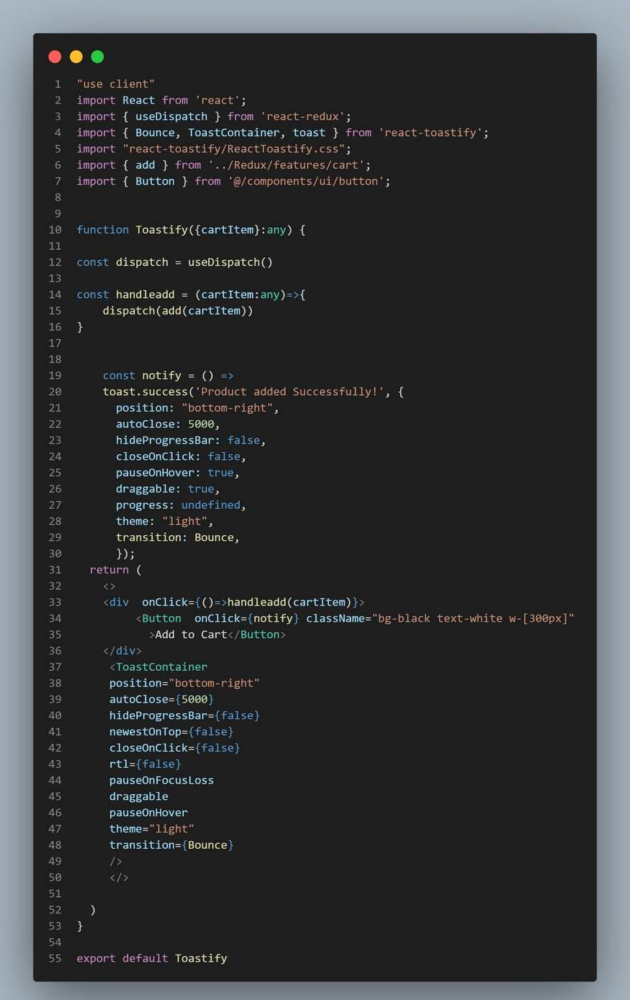 1 "use client"
2 import React from 'react';
3 import { useDispatch } from 'react-redux';
4 import { Bounce, ToastContainer, toast } from 'react-toastify';
5 import "react-toastify/ReactToastify.css";
6 import { add } from '../Redux/features/cart';
7 import { Button } from '@/components/ui/button';
8
9
10 function Toastify({cartItem}:any) {
11
12 const dispatch = useDispatch()
13
14 const handleadd = (cartItem:any)=>{
15     dispatch(add(cartItem))
16 }
17
18
19     const notify = () =>
20     toast.success('Product added Successfully!', {
21       position: "bottom-right",
22       autoClose: 5000,
23       hideProgressBar: false,
24       closeOnClick: false,
25       pauseOnHover: true,
26       draggable: true,
27       progress: undefined,
28       theme: "light",
29       transition: Bounce,
30       });
31   return (
32     <>
33     <div  onClick={()=>handleadd(cartItem)}>
34          <Button  onClick={notify} className="bg-black text-white w-[300px]"
35            >Add to Cart</Button>
36     </div>
37      <ToastContainer
38      position="bottom-right"
39      autoClose={5000}
40      hideProgressBar={false}
41      newestOnTop={false}
42      closeOnClick={false}
43      rtl={false}
44      pauseOnFocusLoss
45      draggable
46      pauseOnHover
47      theme="light"
48      transition={Bounce}
49      />
50      </>
51
52   )
53 }
54
55 export default Toastify